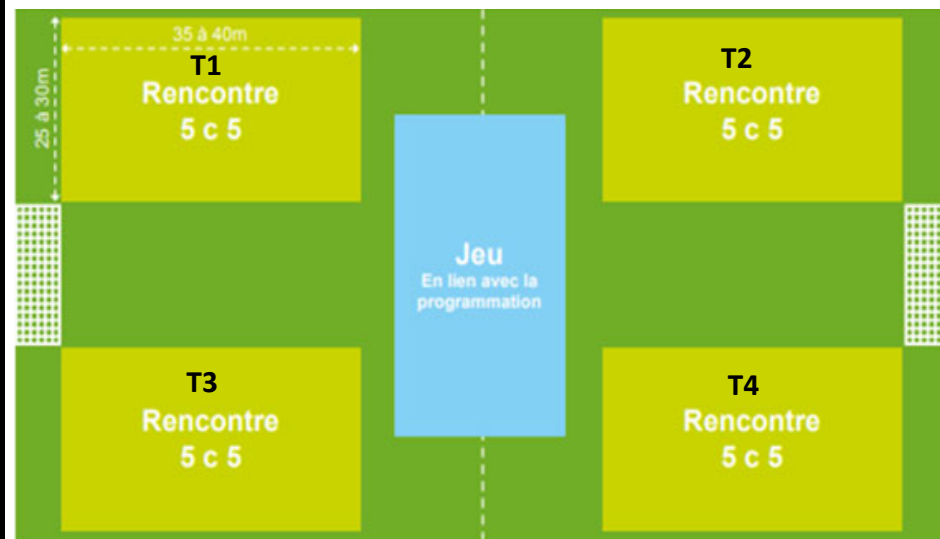 35 à 40m
25 à 30m
T1
Rencontre
5 c 5
T2
Rencontre
5 c 5
Jeu
En lien avec la
programmation
T3
Rencontre
5 c 5
T4
Rencontre
5 c 5